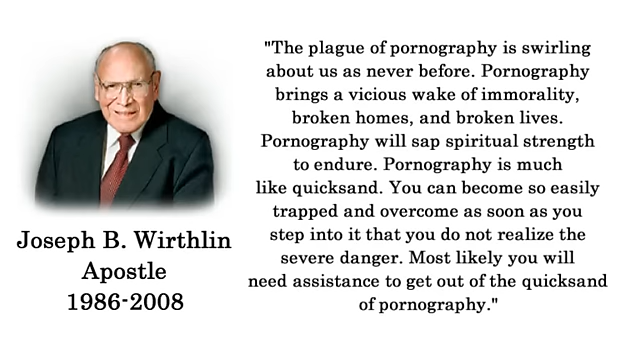 "The plague of pornography is swirling
about us as never before. Pornography
brings a vicious wake of immorality,
broken homes, and broken lives.
Pornography will sap spiritual strength
to endure. Pornography is much
like quicksand. You can become so easily
trapped and overcome as soon as you
step into it that you do not realize the
severe danger. Most likely you will
need assistance to get out of the quicksand
of pornography."
Joseph B. Wirthlin
Apostle
1986-2008